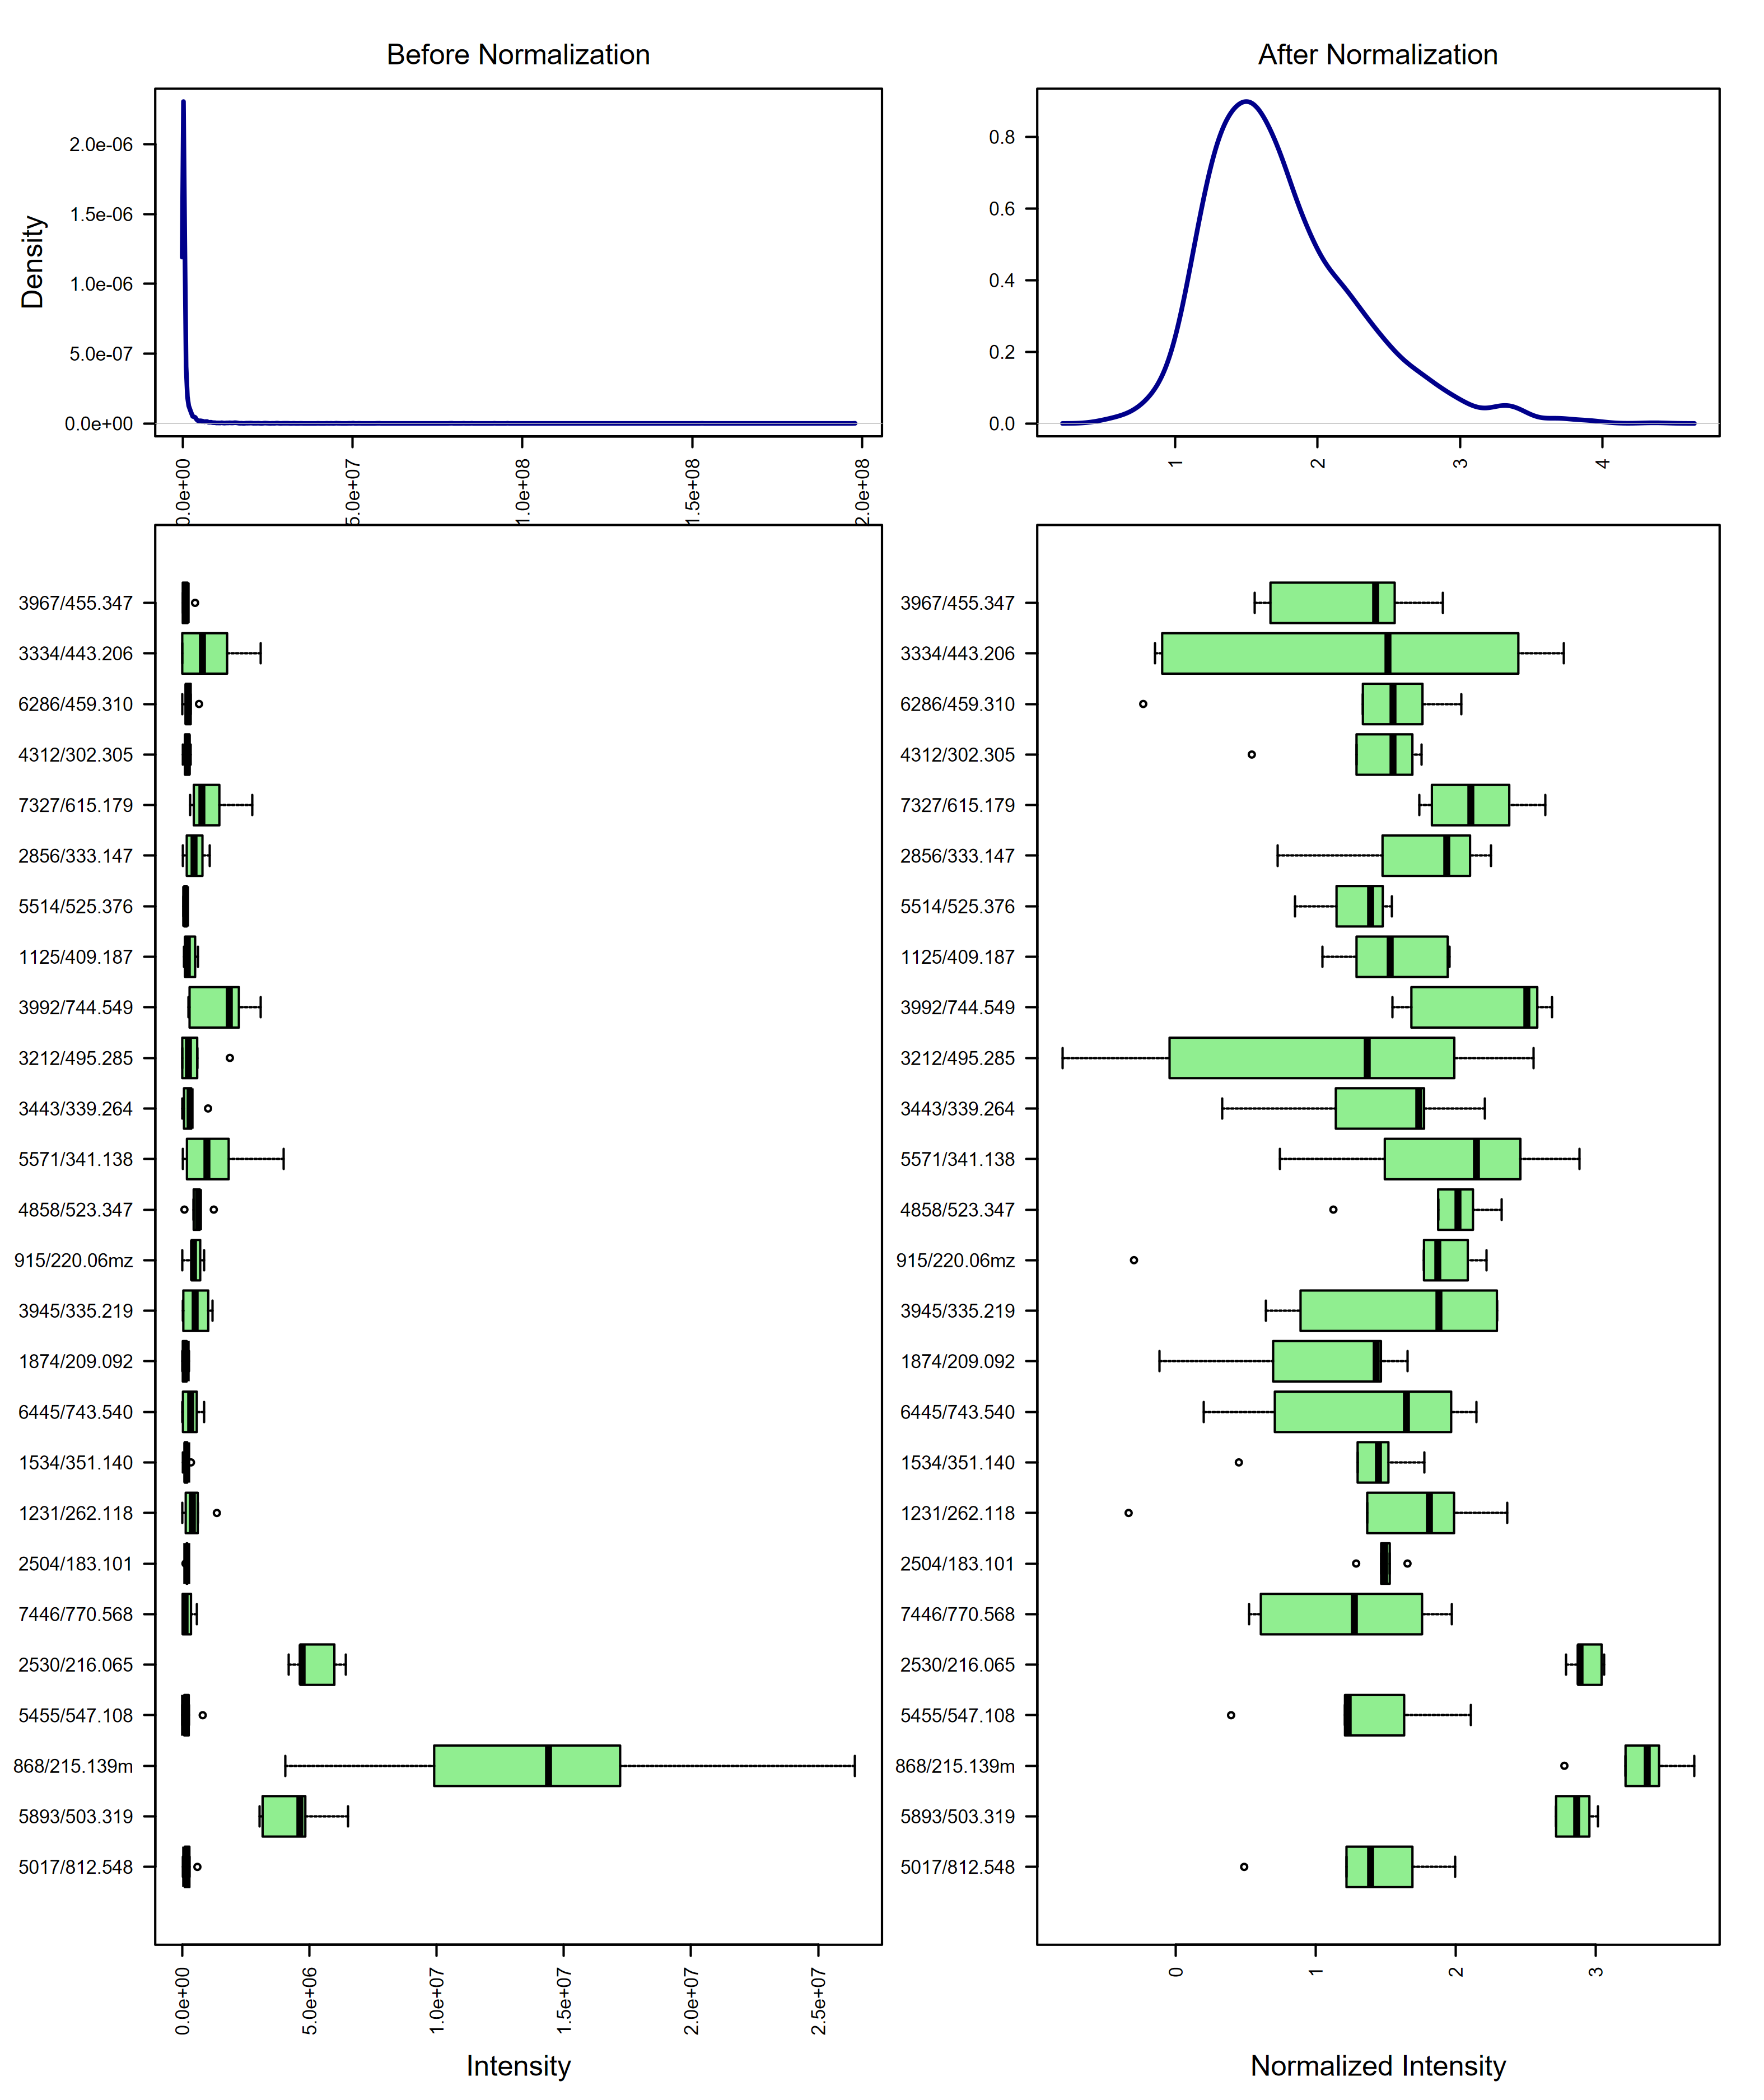 Before Normalization
After Normalization
Density
2.0e-06
1.5e-06
1.0e-06
5.0e-07
0.0e+00
0.0e+00
5.0e+07
1.0e+08
1.5e+08
2.0e+08
0.8
0.6
0.4
0.2
0.0
1
2
3
4
3967/455.347
3334/443.206
6286/459.310
4312/302.305
7327/615.179
2856/333.147
5514/525.376
1125/409.187
3992/744.549
3212/495.285
3443/339.264
5571/341.138
4858/523.347
915/220.06mz
3945/335.219
1874/209.092
6445/743.540
1534/351.140
1231/262.118
2504/183.101
7446/770.568
2530/216.065
5455/547.108
868/215.139m
5893/503.319
5017/812.548
0.0e+00
5.0e+06
1.0e+07
1.5e+07
2.0e+07
2.5e+07
Intensity
3967/455.347
3334/443.206
6286/459.310
4312/302.305
7327/615.179
2856/333.147
5514/525.376
1125/409.187
3992/744.549
3212/495.285
3443/339.264
5571/341.138
4858/523.347
915/220.06mz
3945/335.219
1874/209.092
6445/743.540
1534/351.140
1231/262.118
2504/183.101
7446/770.568
2530/216.065
5455/547.108
868/215.139m
5893/503.319
5017/812.548
0
1
2
3
Normalized Intensity